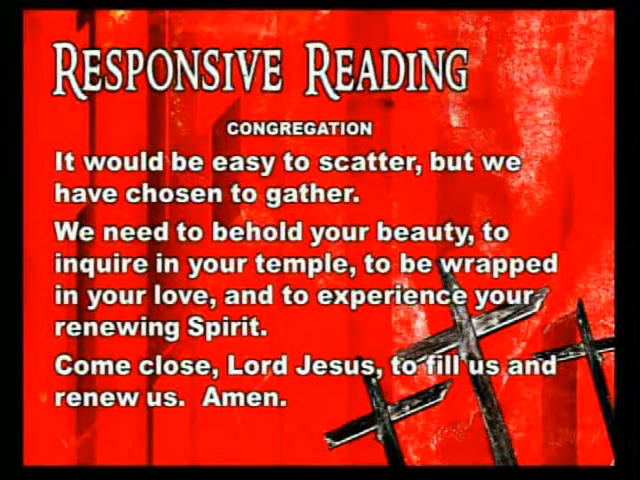 RESPONSIVE READING
CONGREGATION
It would be easy to scatter, but we
have chosen to gather.
We need to behold your beauty, to
inquire in your temple, to be wrapped
in your love, and to experience your
renewing Spirit.
Come close, Lord Jesus, to fill us and
renew us. Amen.